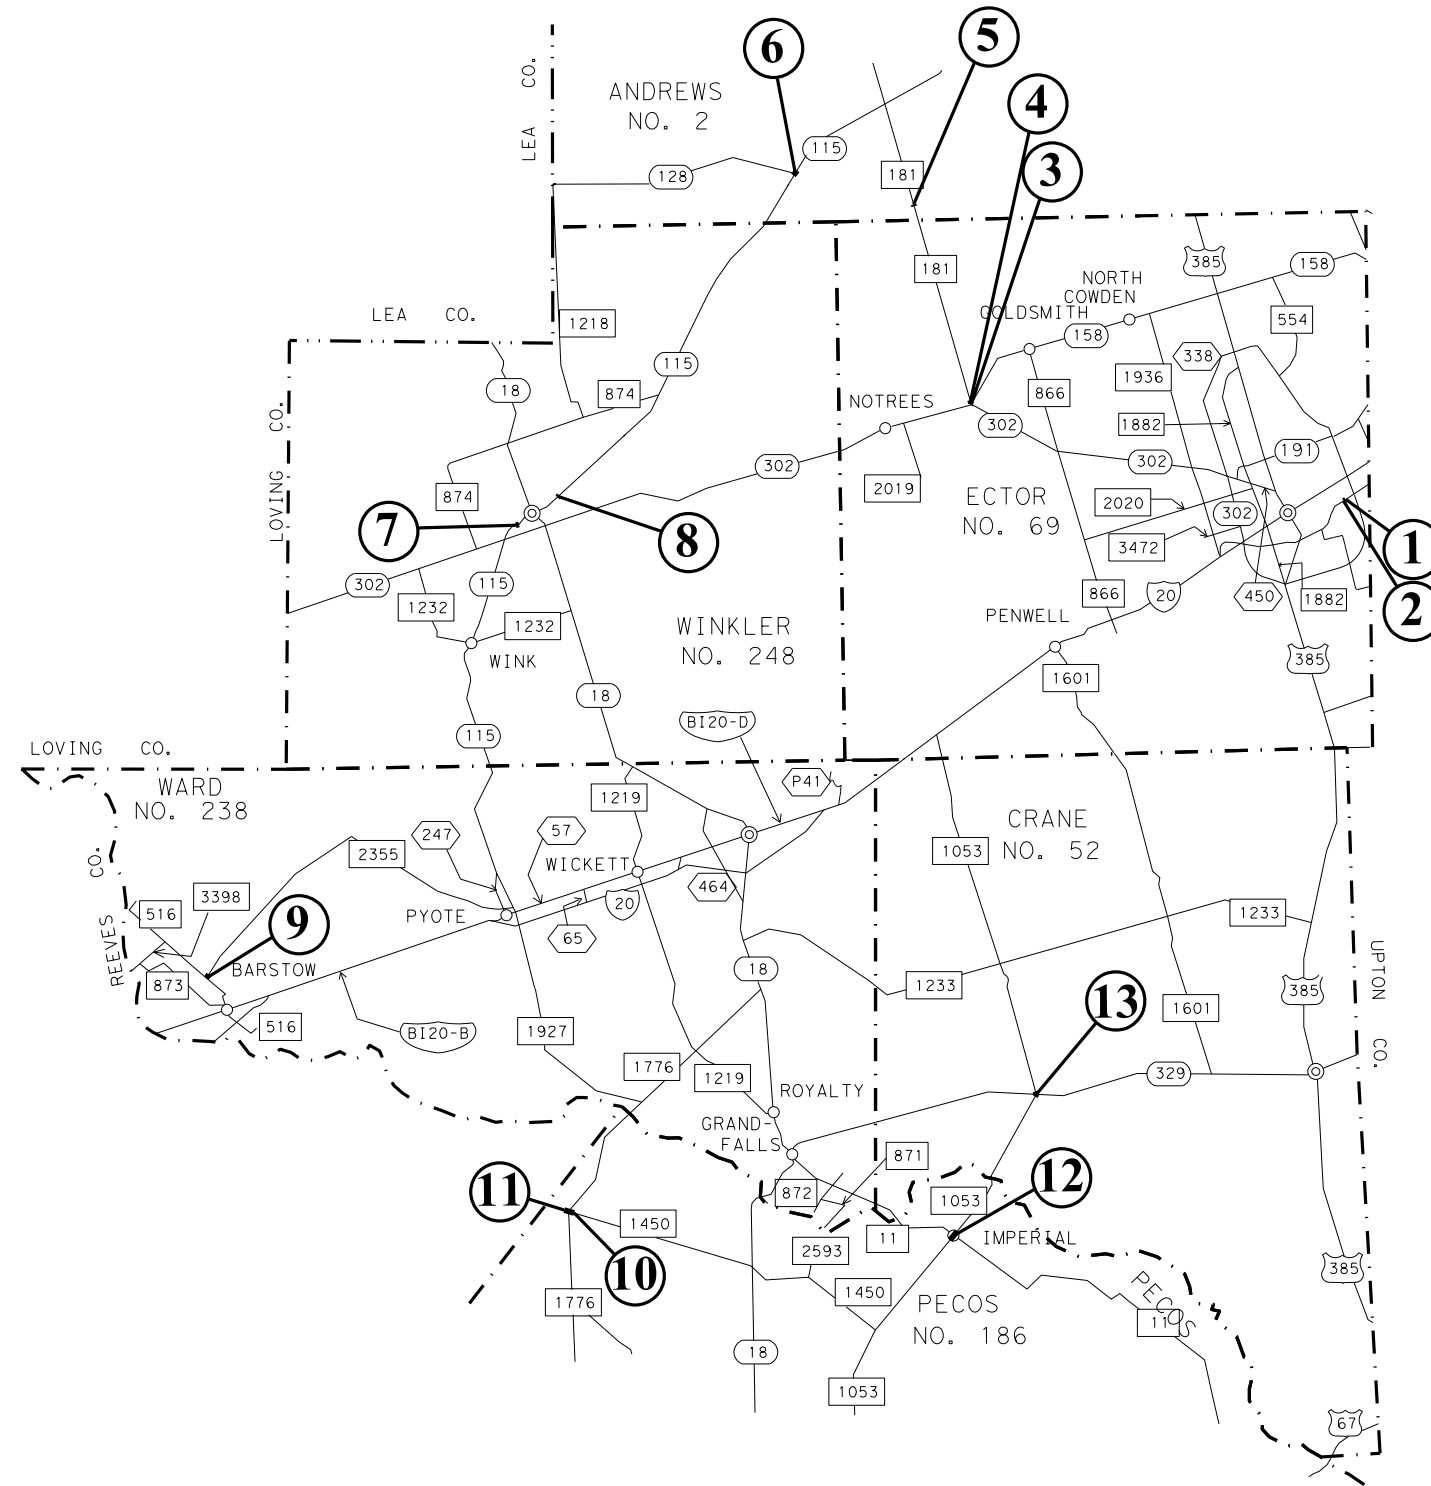 6
5
LEA CO.
ANDREWS
NO. 2
4
115
128
181
3
181
385
158
NORTH
COWDEN
GOLDSMITH
LEA CO.
1218
158
554
338
115
18
874
866
1936
NOTREES
302
1882
LOVING CO.
302
302
191
874
2019
ECTOR
NO. 69
2020
302
7
8
3472
1
302
115
1232
1232
866
20
450
1882
2
PENWELL
WINKLER
NO. 248
WINK
385
1601
18
BI20-D
115
LOVING CO.
WARD
NO. 238
P41
1219
CRANE
NO. 52
247
57
2355
WICKETT
1053
REEVES CO.
3398
516
464
20
PYOTE
9
65
1233
BARSTOW
18
UPTON CO.
873
1233
385
13
1601
516
BI20-B
1927
1776
1219
329
ROYALTY
GRAND-
FALLS
871
11
872
1053
12
1450
11
IMPERIAL
2593
10
385
1450
PECOS
1776
PECOS
NO. 186
11
18
1053
67